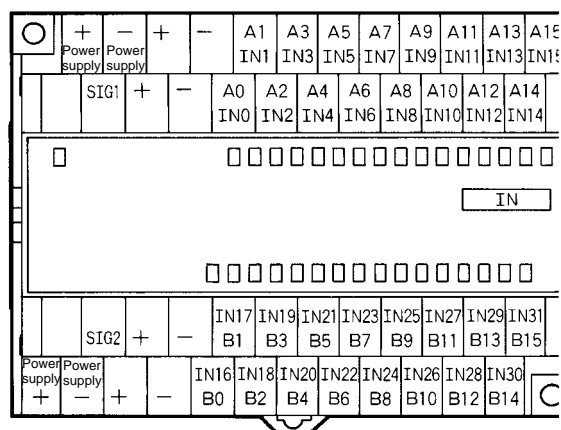 + − + − A1 A3 A5 A7 A9 A11 A13 A15
Power supply Power supply IN1 IN3 IN5 IN7 IN9 IN11 IN13 IN15
SIG1 + − A0 A2 A4 A6 A8 A10 A12 A14
IN0 IN2 IN4 IN6 IN8 IN10 IN12 IN14
IN
IN17 IN19 IN21 IN23 IN25 IN27 IN29 IN31
SIG2 + − B1 B3 B5 B7 B9 B11 B13 B15
Power supply Power supply IN16 IN18 IN20 IN22 IN24 IN26 IN28 IN30
+ − + − B0 B2 B4 B6 B8 B10 B12 B14